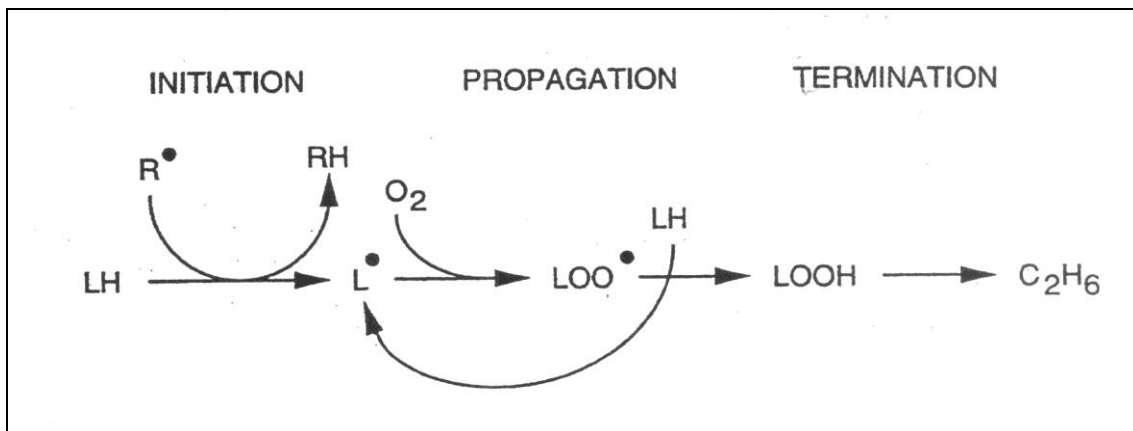 INITIATION PROPAGATION TERMINATION
R• RH
O₂ LH
LH L• LOO• LOOH C₂H₆